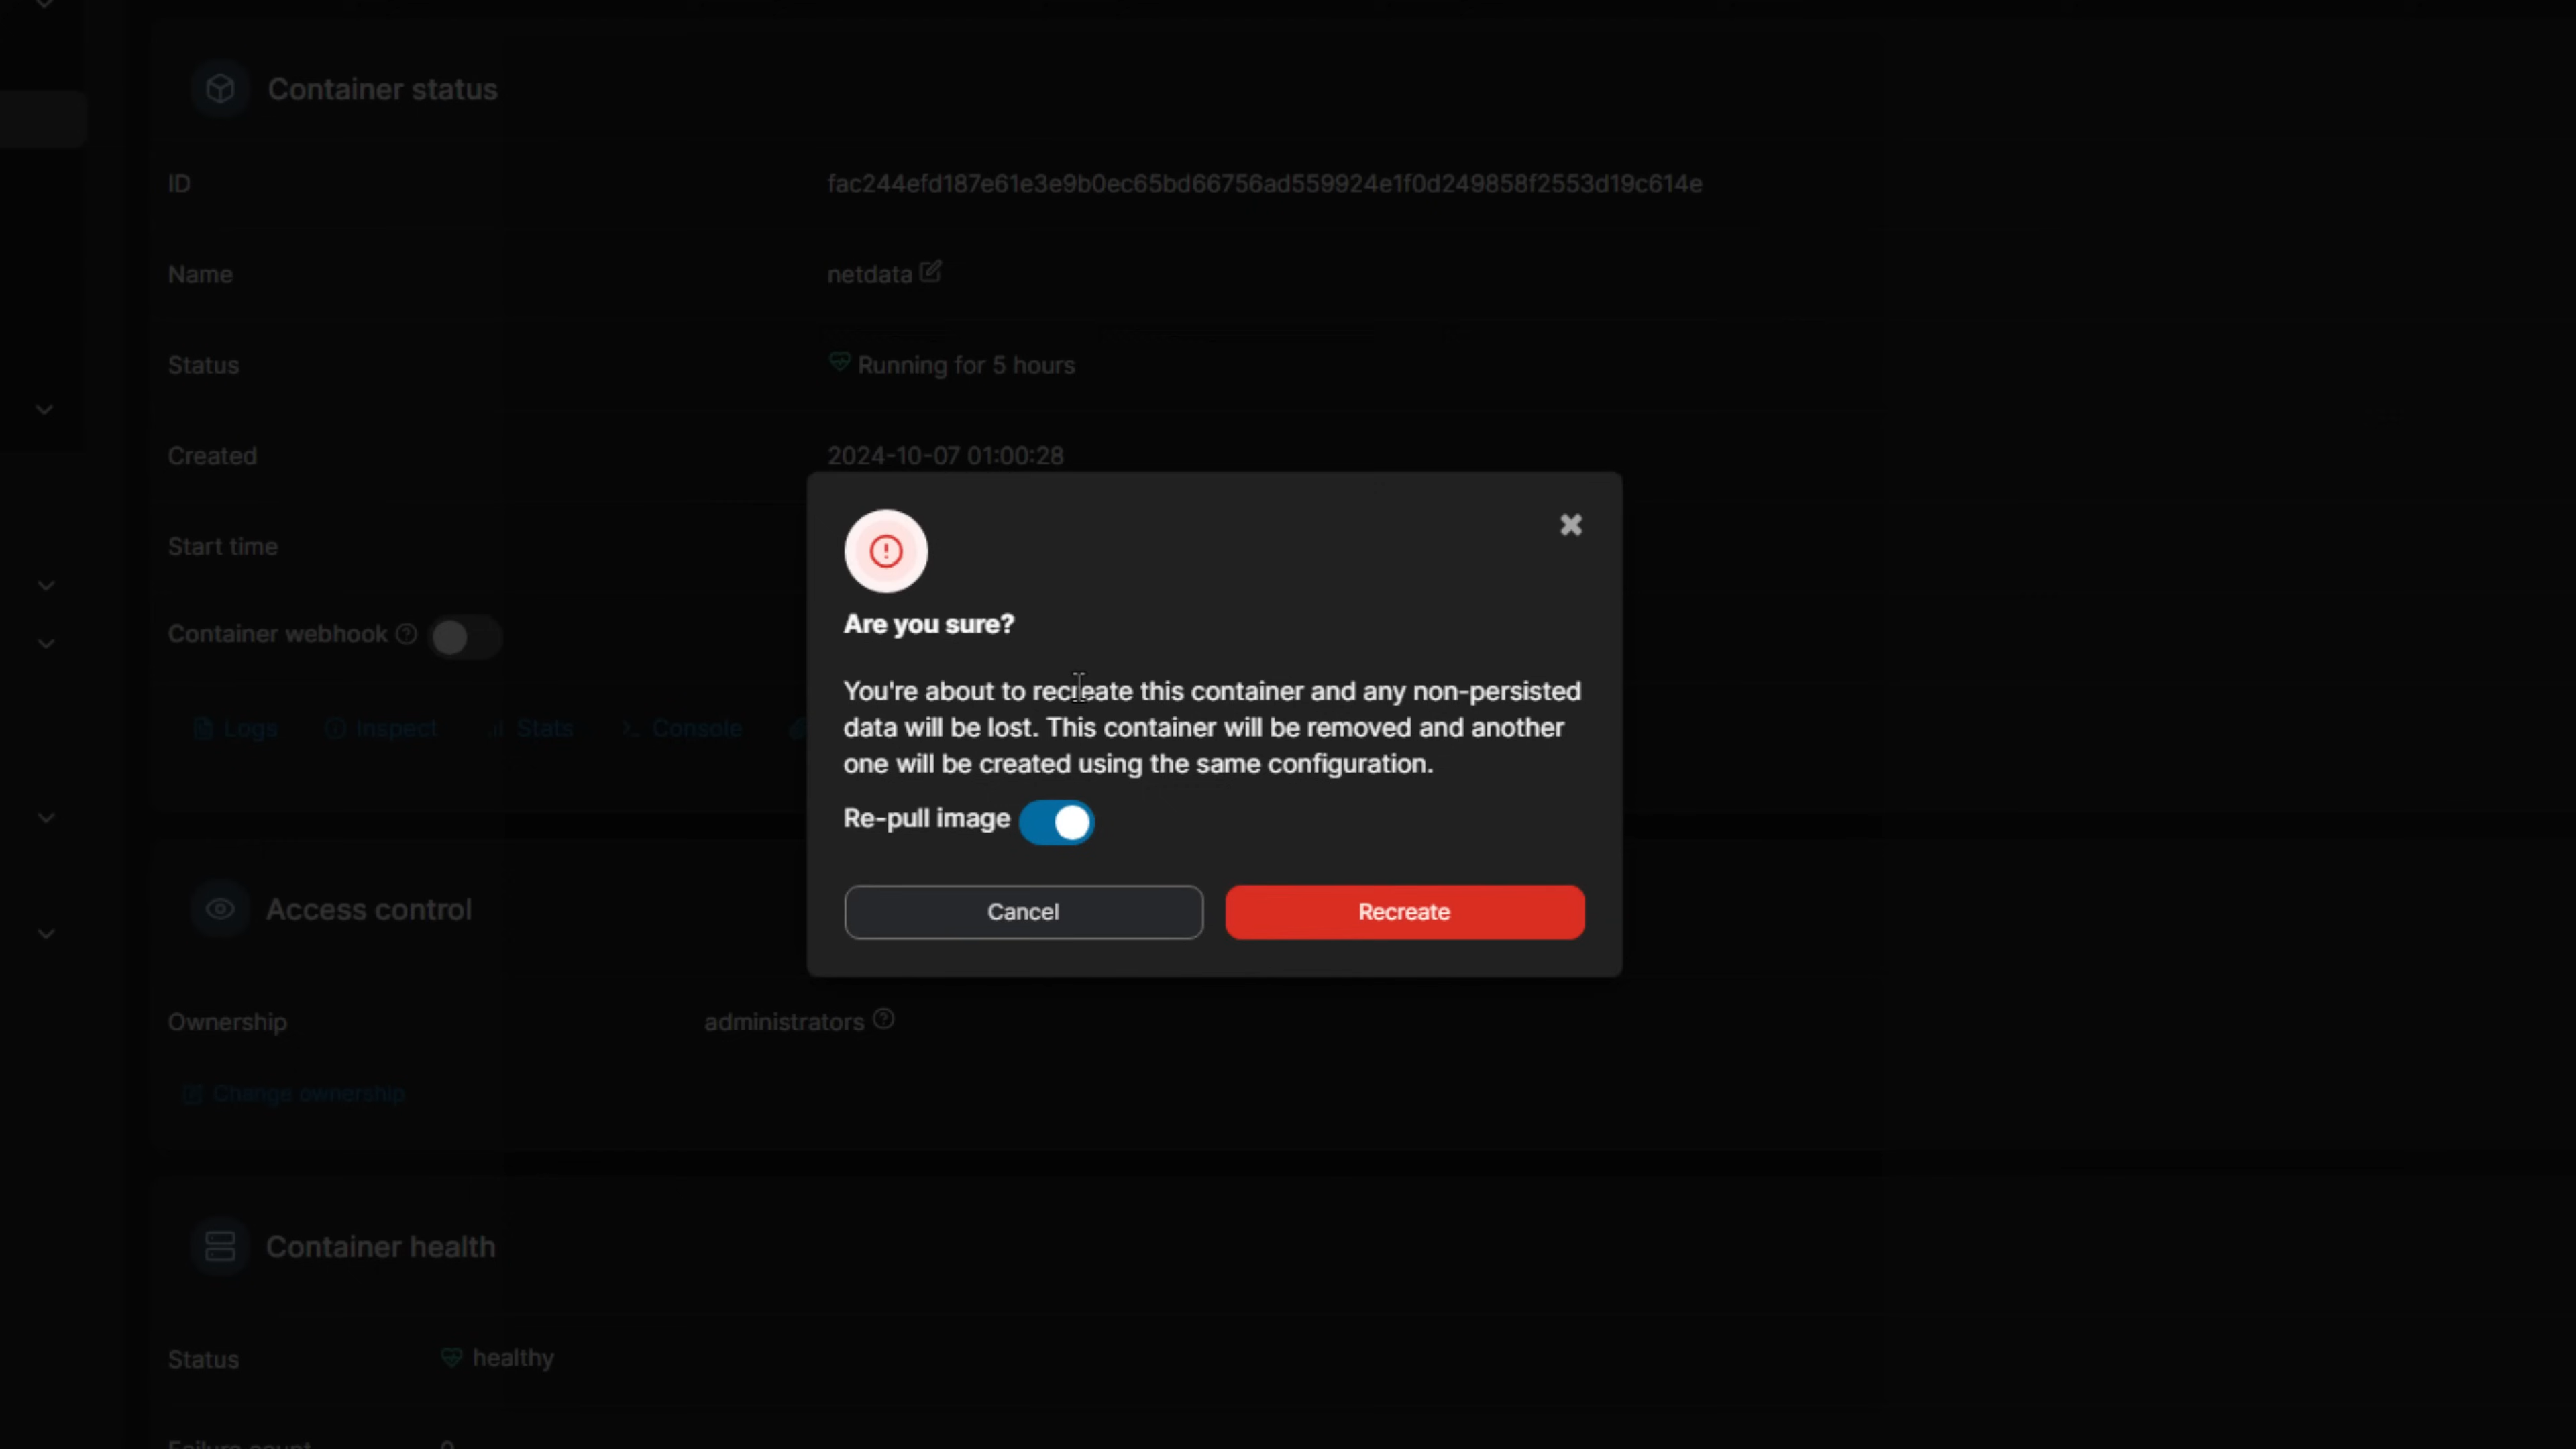 Container status
ID fac244efd187e61e3e9b0ec65bd66756ad559924e1f0d249858f2553d19c614e
Name netdata
Status Running for 5 hours
Created 2024-10-07 01:00:28
Start time
Container webhook
Logs Inspect Stats Console
Are you sure?
You're about to recreate this container and any non-persisted
data will be lost. This container will be removed and another
one will be created using the same configuration.
Re-pull image
Cancel Recreate
Access control
Ownership administrators
Change ownership
Container health
Status healthy